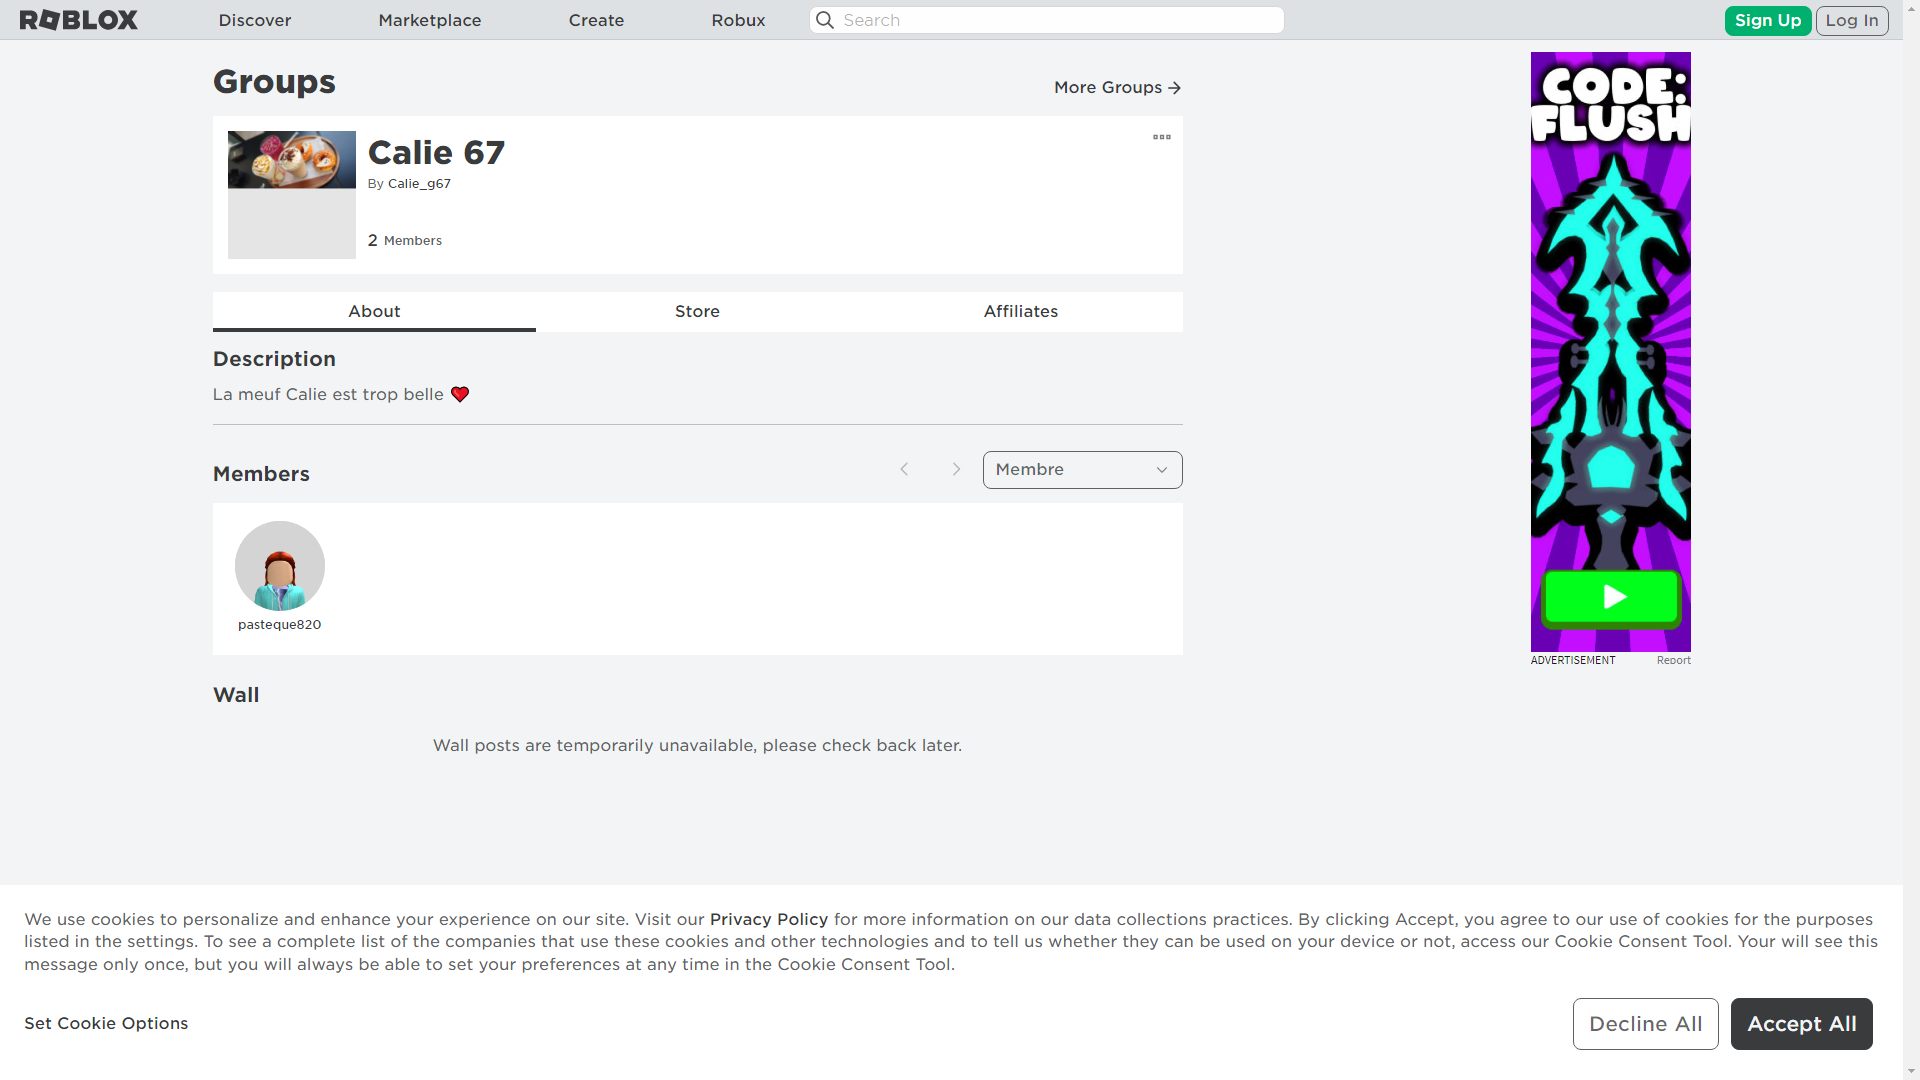 ROBLOX
Discover
Marketplace
Create
Robux
Search
Sign Up
Log In
Groups
More Groups →
Calie 67
By Calie_g67
2 Members
About
Store
Affiliates
Description
La meuf Calie est trop belle ❤️
Members
Membre
pasteque820
Wall
Wall posts are temporarily unavailable, please check back later.
CODE:
FLUSH
ADVERTISEMENT
Report
We use cookies to personalize and enhance your experience on our site. Visit our Privacy Policy for more information on our data collections practices. By clicking Accept, you agree to our use of cookies for the purposes
listed in the settings. To see a complete list of the companies that use these cookies and other technologies and to tell us whether they can be used on your device or not, access our Cookie Consent Tool. Your will see this
message only once, but you will always be able to set your preferences at any time in the Cookie Consent Tool.
Set Cookie Options
Decline All
Accept All